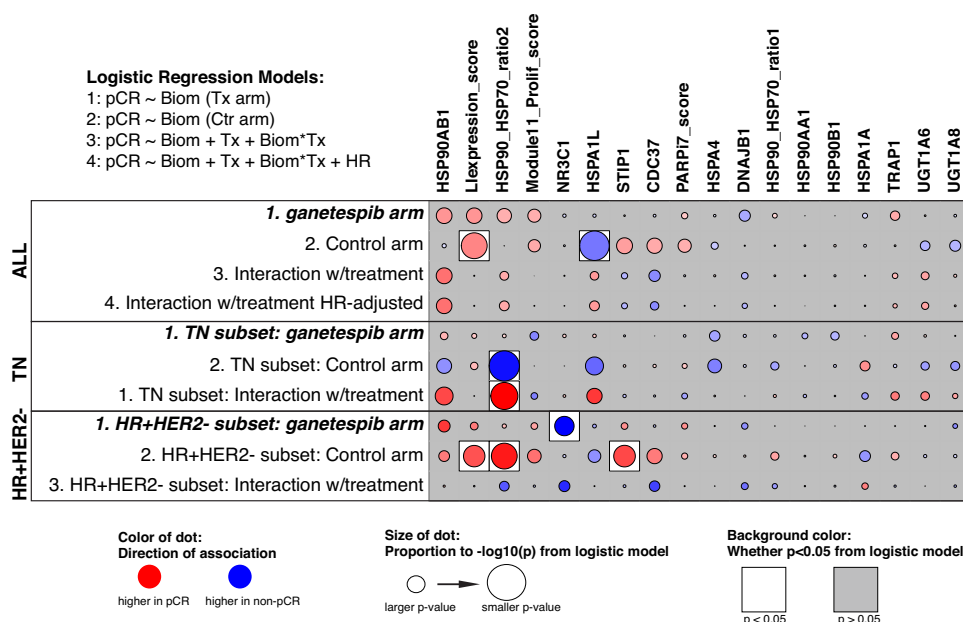 Logistic Regression Models:
1: pCR ~ Biom (Tx arm)
2: pCR ~ Biom (Ctr arm)
3: pCR ~ Biom + Tx + Biom*Tx
4: pCR ~ Biom + Tx + Biom*Tx + HR
HSP90AB1
LIexpression_score
HSP90_HSP70_ratio2
Module11_Prolif_score
NR3C1
HSPA1L
STIP1
CDC37
PARPi7_score
HSPA4
DNAJB1
HSP90_HSP70_ratio1
HSP90AA1
HSP90B1
HSPA1A
TRAP1
UGT1A6
UGT1A8
ALL
1. ganetespib arm
2. Control arm
3. Interaction w/treatment
4. Interaction w/treatment HR-adjusted
TN
1. TN subset: ganetespib arm
2. TN subset: Control arm
1. TN subset: Interaction w/treatment
HR+HER2-
1. HR+HER2- subset: ganetespib arm
2. HR+HER2- subset: Control arm
3. HR+HER2- subset: Interaction w/treatment
Color of dot:
Direction of association
higher in pCR
higher in non-pCR
Size of dot:
Proportion to -log10(p) from logistic model
larger p-value
smaller p-value
Background color:
Whether p<0.05 from logistic model
p < 0.05
p > 0.05